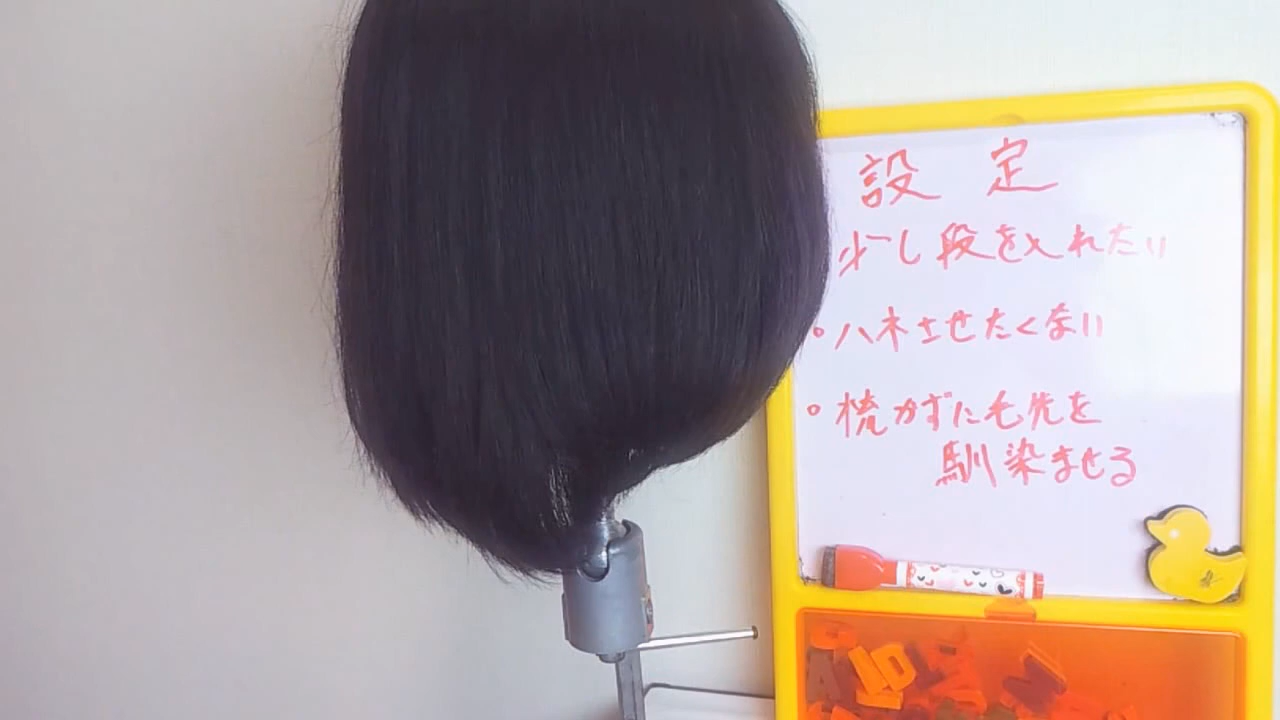 設 定
少し段を入れたい
・ハネさせたくない
・梳かずに毛先を
馴染ませる